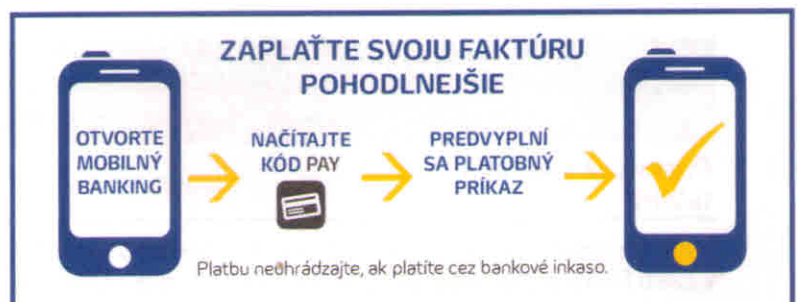 ZAPLAŤTE SVOJU FAKTÚRU
POHODLNEJŠIE
OTVORTE
MOBILNÝ
BANKING
NAČÍTAJTE
KÓD PAY
PREDVYPLNÍ
SA PLATOBNÝ
PRÍKAZ
Platbu neuhrádzajte, ak platíte cez bankové inkaso.